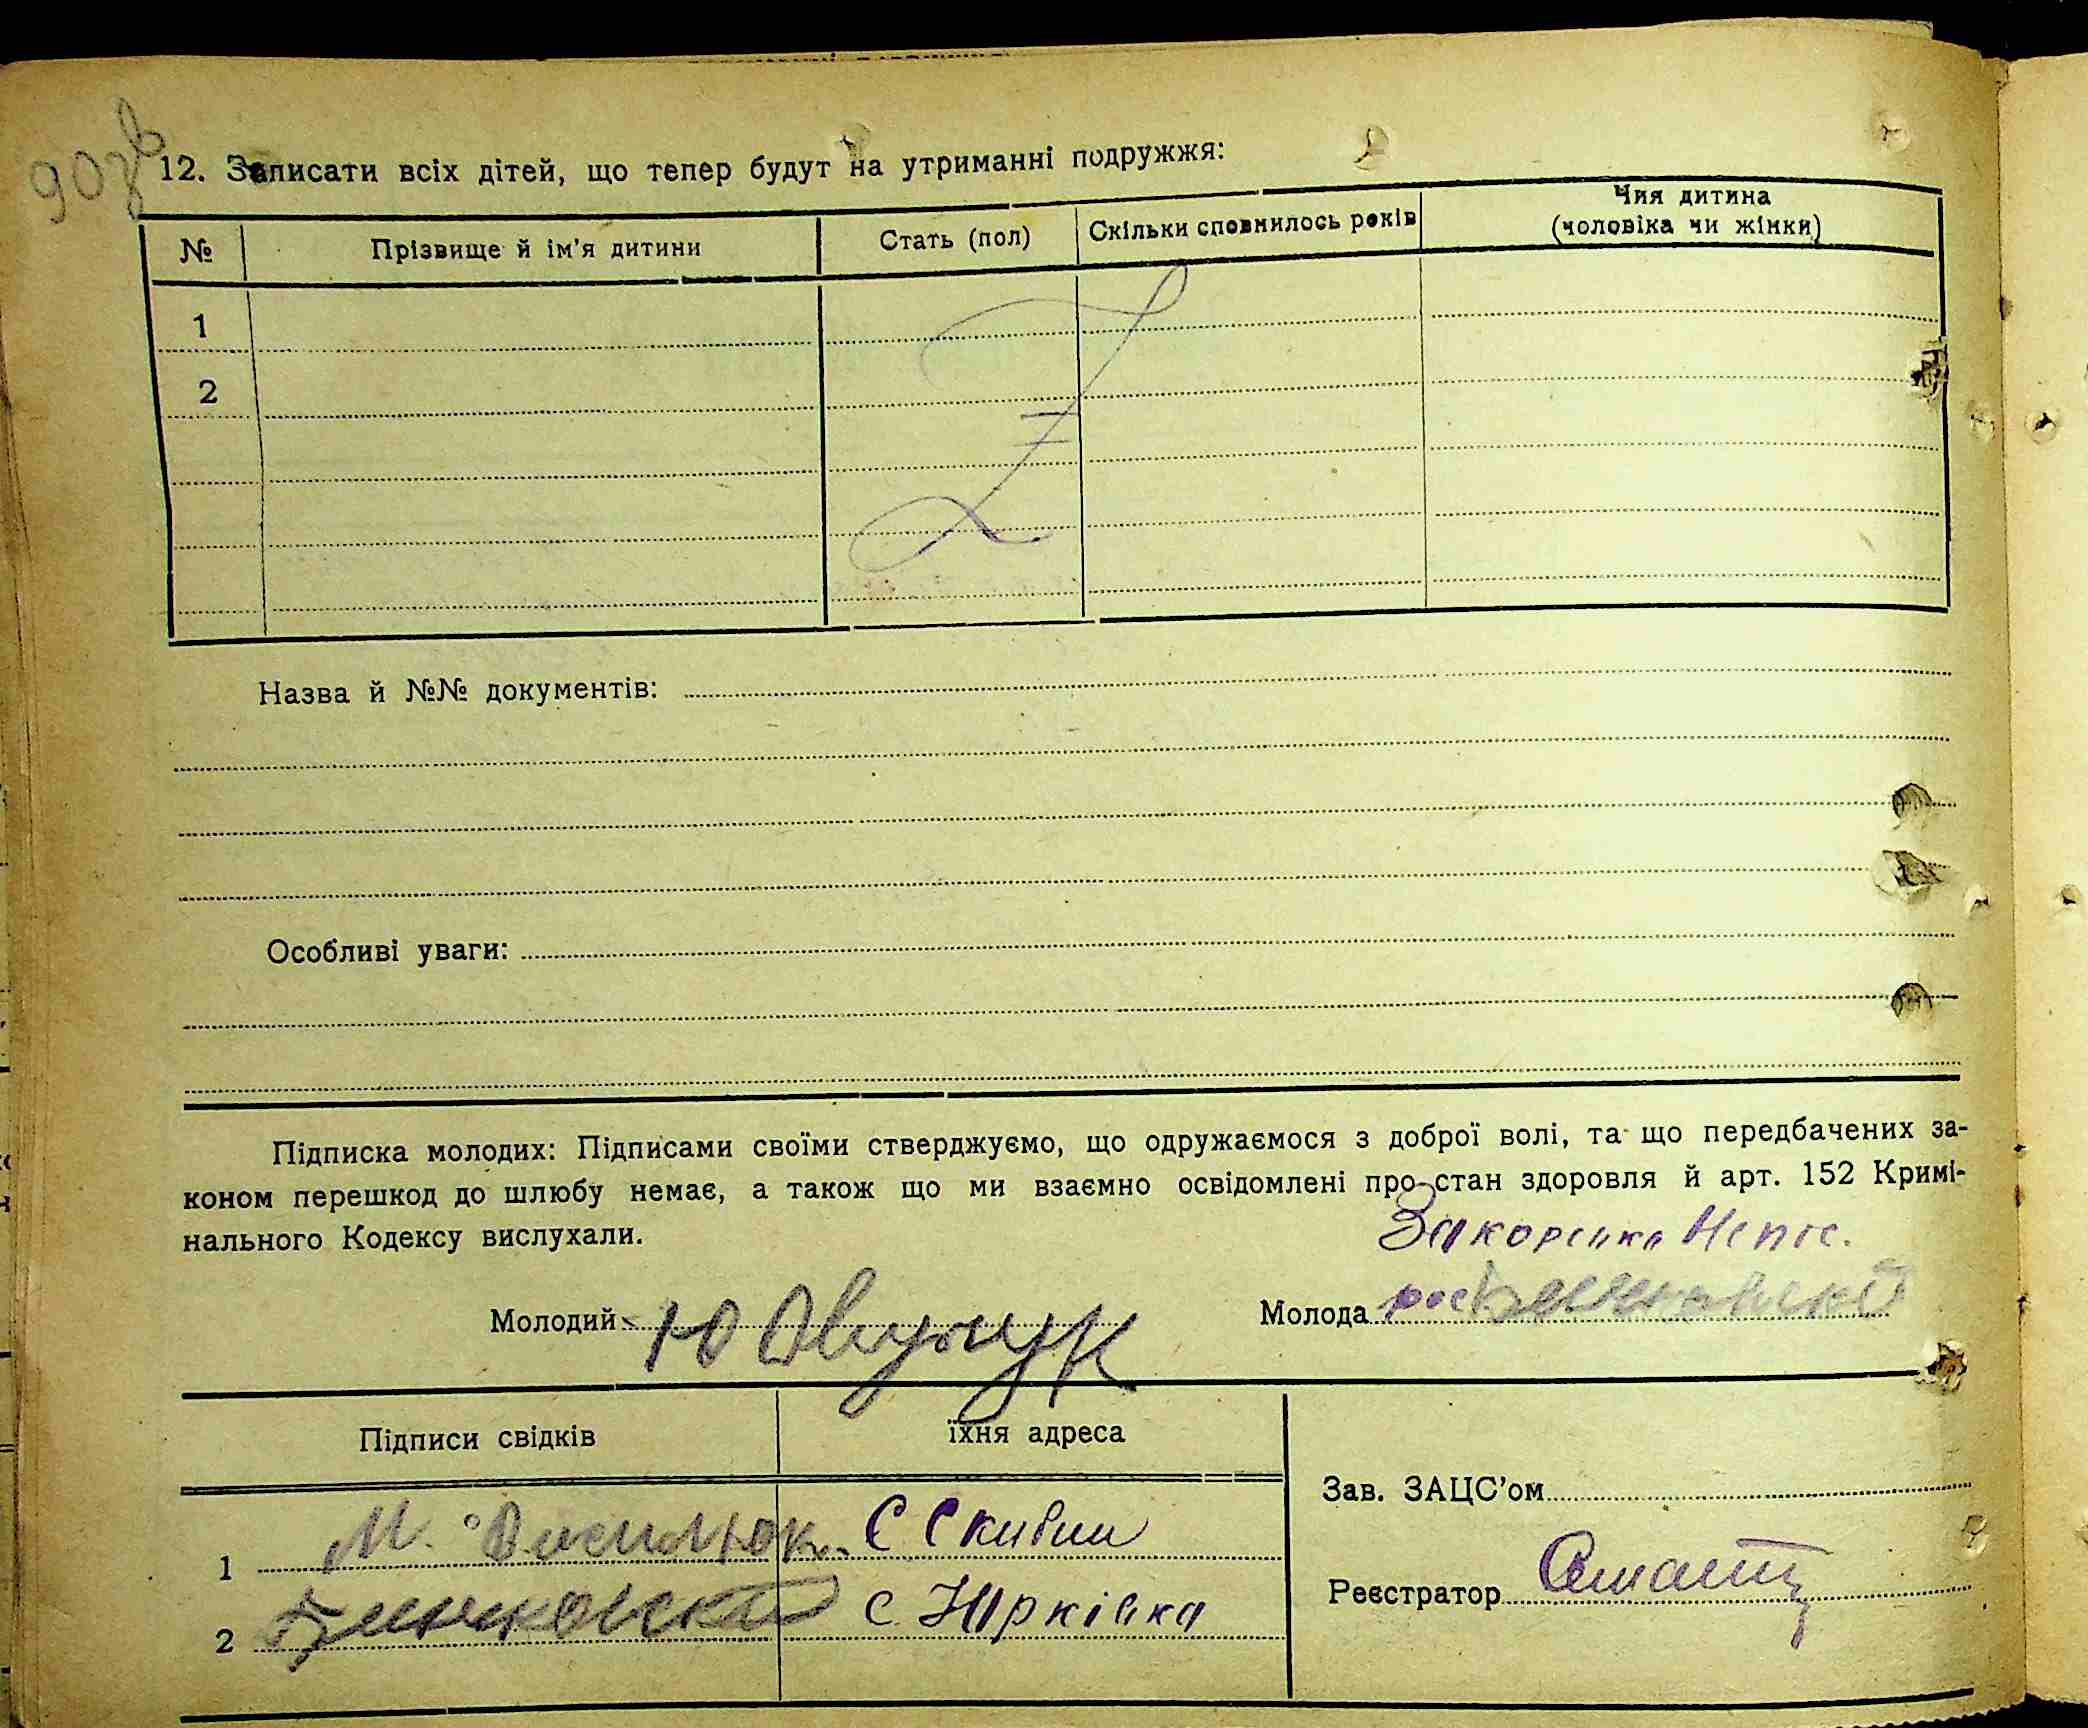 90зв
12. Записати всіх дітей, що тепер будут на утриманні подружжя:
№ Прізвище й ім'я дитини Стать (пол) Скільки сповнилось років Чия дитина (чоловіка чи жінки)
1
2
Назва й №№ документів:
Особливі уваги:
Підписка молодих: Підписами своїми стверджуємо, що одружаємося з доброї волі, та що передбачених за-
коном перешкод до шлюбу немає, а також що ми взаємно освідомлені про стан здоровля й арт. 152 Кримі-
нального Кодексу вислухали.
Молодий Молода рос
Підписи свідків їхня адреса
Зав. ЗАЦС'ом
1 М. Василюк С Скибин
Реєстратор
2 с. Юрківка